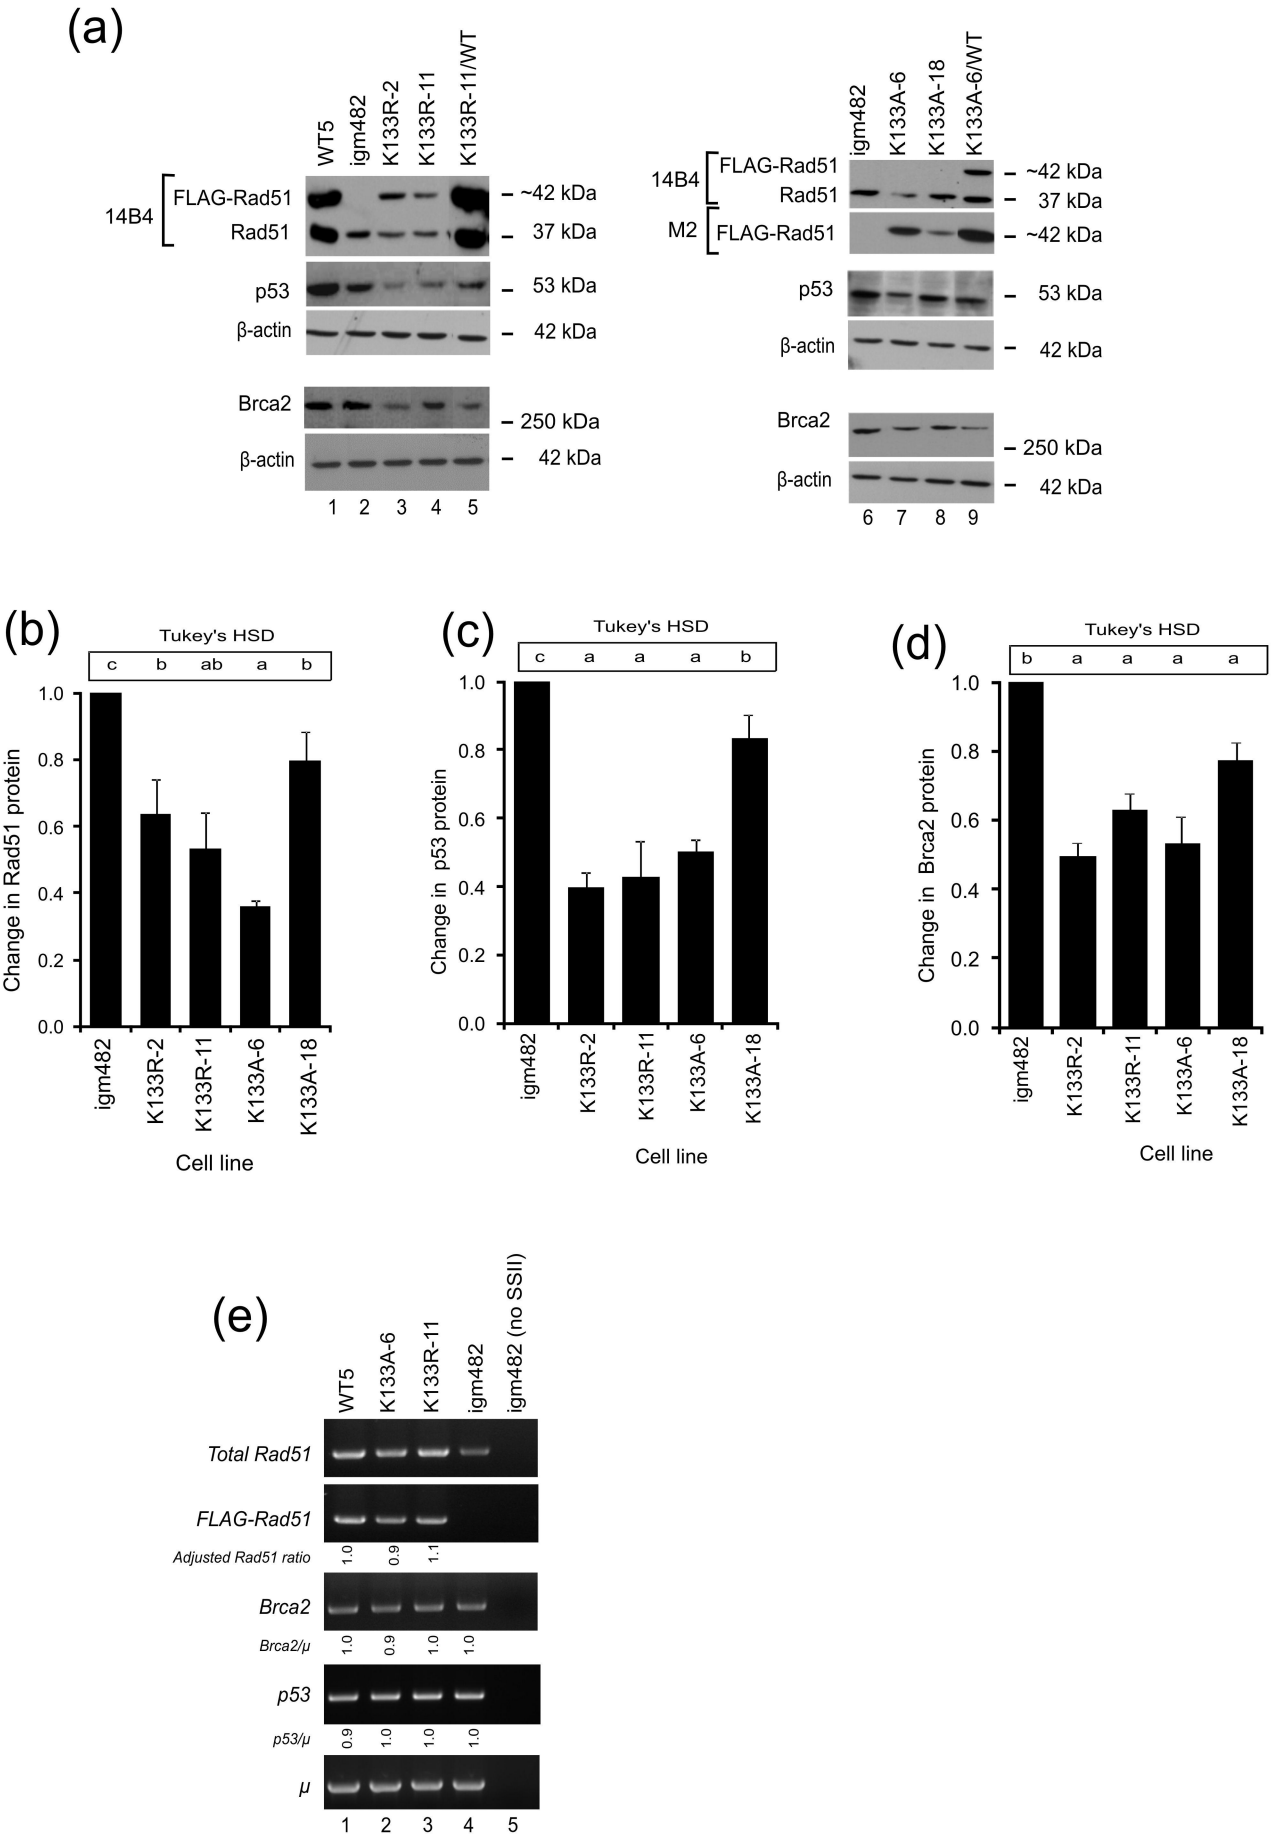 (a)
WT5
igm482
K133R-2
K133R-11
K133R-11/WT
14B4
FLAG-Rad51
~42 kDa
Rad51
37 kDa
p53
53 kDa
β-actin
42 kDa
Brca2
250 kDa
β-actin
42 kDa
1 2 3 4 5
igm482
K133A-6
K133A-18
K133A-6/WT
14B4
FLAG-Rad51
~42 kDa
Rad51
37 kDa
M2
FLAG-Rad51
~42 kDa
p53
53 kDa
β-actin
42 kDa
Brca2
250 kDa
β-actin
42 kDa
6 7 8 9
(b)
Tukey's HSD
c b ab a b
Change in Rad51 protein
1.0
0.8
0.6
0.4
0.2
0.0
igm482
K133R-2
K133R-11
K133A-6
K133A-18
Cell line
(c)
Tukey's HSD
c a a a b
Change in p53 protein
1.0
0.8
0.6
0.4
0.2
0.0
igm482
K133R-2
K133R-11
K133A-6
K133A-18
Cell line
(d)
Tukey's HSD
b a a a a
Change in Brca2 protein
1.0
0.8
0.6
0.4
0.2
0.0
igm482
K133R-2
K133R-11
K133A-6
K133A-18
Cell line
(e)
WT5
K133A-6
K133R-11
igm482
igm482 (no SSII)
Total Rad51
FLAG-Rad51
Adjusted Rad51 ratio 1.0 0.9 1.1
Brca2
Brca2/µ 1.0 0.9 1.0 1.0
p53
p53/µ 0.9 1.0 1.0 1.0
µ
1 2 3 4 5